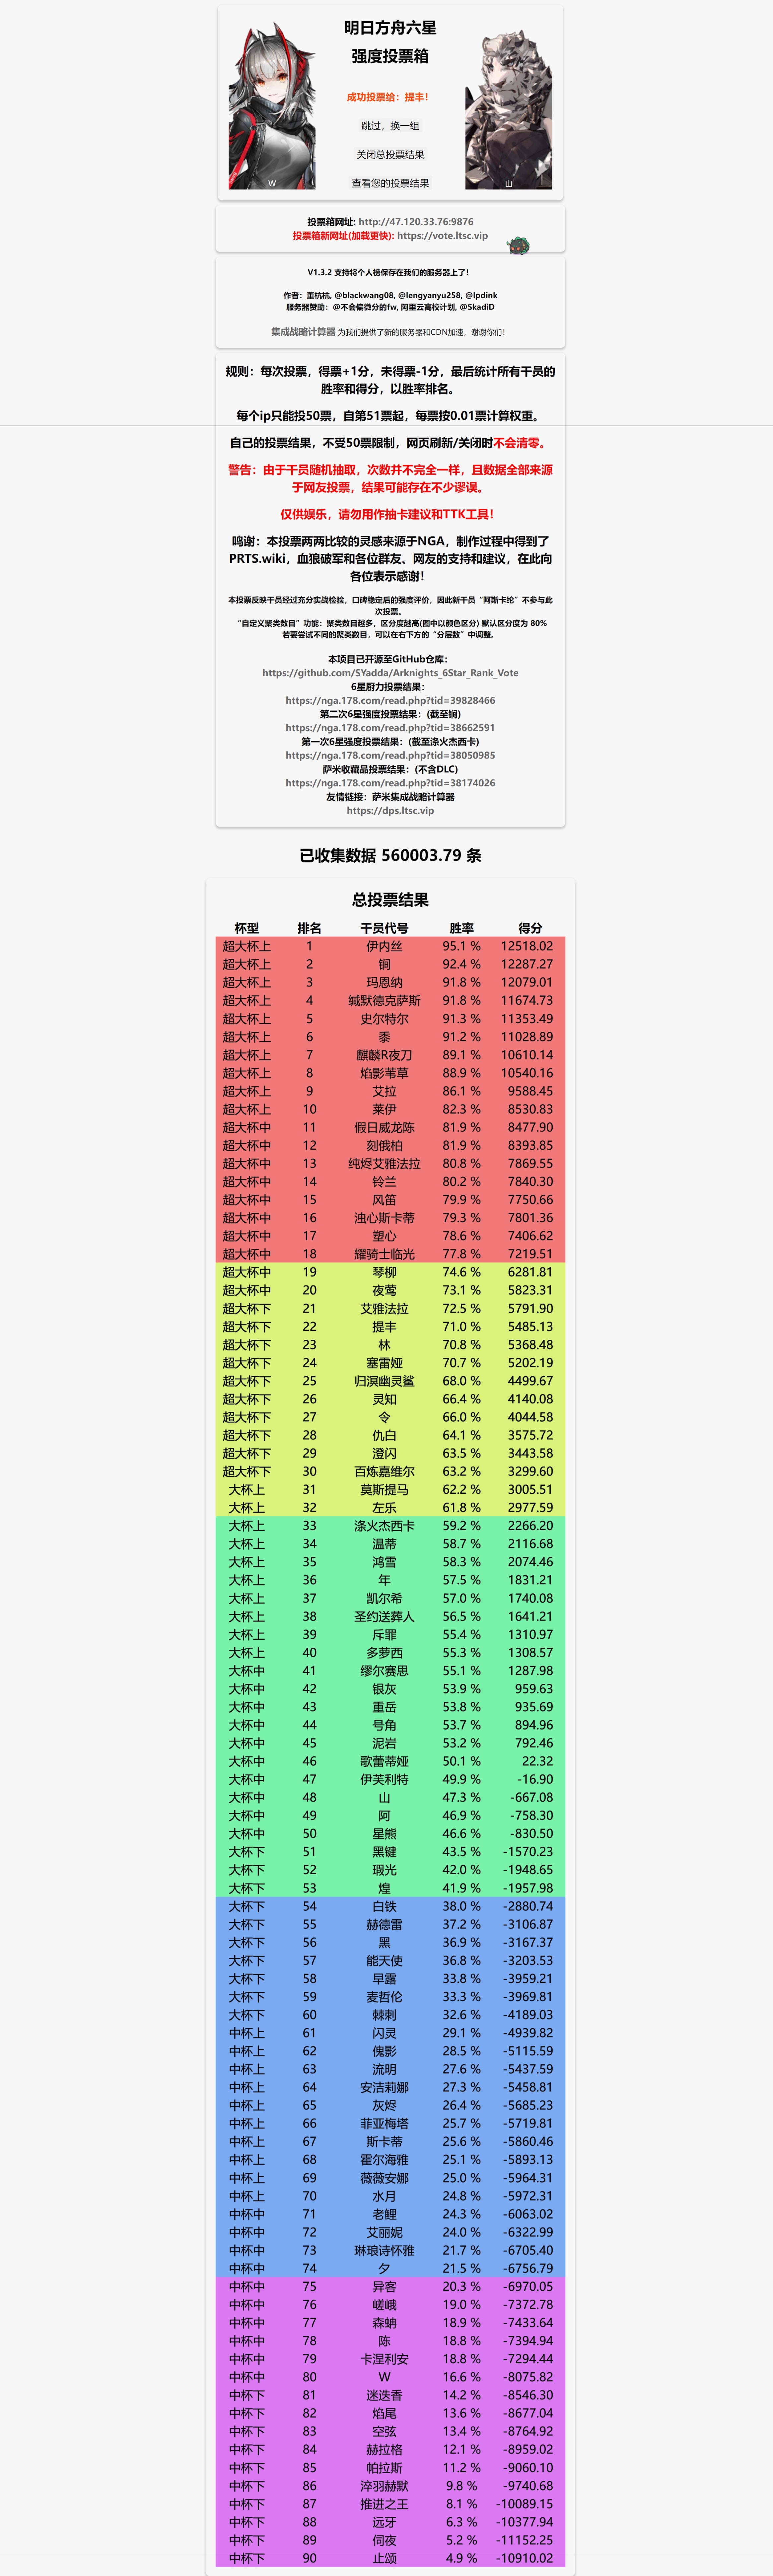 明日方舟六星
强度投票箱
成功投票给：提丰！
跳过，换一组
关闭总投票结果
查看您的投票结果
W
山
投票箱网址: http://47.120.33.76:9876
投票箱新网址(加载更快): https://vote.ltsc.vip
V1.3.2 支持将个人榜保存在我们的服务器上了！
作者：董杭杭, @blackwang08, @lengyanyu258, @lpdink
服务器赞助：@不会偏微分的fw, 阿里云高校计划, @SkadiD
集成战略计算器 为我们提供了新的服务器和CDN加速，谢谢你们！
规则：每次投票，得票+1分，未得票-1分，最后统计所有干员的
胜率和得分，以胜率排名。
每个ip只能投50票，自第51票起，每票按0.01票计算权重。
自己的投票结果，不受50票限制，网页刷新/关闭时不会清零。
警告：由于干员随机抽取，次数并不完全一样，且数据全部来源
于网友投票，结果可能存在不少谬误。
仅供娱乐，请勿用作抽卡建议和TTK工具！
鸣谢：本投票两两比较的灵感来源于NGA，制作过程中得到了
PRTS.wiki，血狼破军和各位群友、网友的支持和建议，在此向
各位表示感谢！
本投票反映干员经过充分实战检验，口碑稳定后的强度评价，因此新干员“阿斯卡纶”不参与此
次投票。
“自定义聚类数目”功能：聚类数目越多，区分度越高(图中以颜色区分) 默认区分度为 80%
若要尝试不同的聚类数目，可以在右下方的“分层数”中调整。
本项目已开源至GitHub仓库：
https://github.com/SYadda/Arknights_6Star_Rank_Vote
6星厨力投票结果：
https://nga.178.com/read.php?tid=39828466
第二次6星强度投票结果：(截至锏)
https://nga.178.com/read.php?tid=38662591
第一次6星强度投票结果：(截至涤火杰西卡)
https://nga.178.com/read.php?tid=38050985
萨米收藏品投票结果：(不含DLC)
https://nga.178.com/read.php?tid=38174026
友情链接：萨米集成战略计算器
https://dps.ltsc.vip
已收集数据 560003.79 条
总投票结果
杯型 排名 干员代号 胜率 得分
超大杯上 1 伊内丝 95.1 % 12518.02
超大杯上 2 锏 92.4 % 12287.27
超大杯上 3 玛恩纳 91.8 % 12079.01
超大杯上 4 缄默德克萨斯 91.8 % 11674.73
超大杯上 5 史尔特尔 91.3 % 11353.49
超大杯上 6 黍 91.2 % 11028.89
超大杯上 7 麒麟R夜刀 89.1 % 10610.14
超大杯上 8 焰影苇草 88.9 % 10540.16
超大杯上 9 艾拉 86.1 % 9588.45
超大杯上 10 莱伊 82.3 % 8530.83
超大杯中 11 假日威龙陈 81.9 % 8477.90
超大杯中 12 刻俄柏 81.9 % 8393.85
超大杯中 13 纯烬艾雅法拉 80.8 % 7869.55
超大杯中 14 铃兰 80.2 % 7840.30
超大杯中 15 风笛 79.9 % 7750.66
超大杯中 16 浊心斯卡蒂 79.3 % 7801.36
超大杯中 17 塑心 78.6 % 7406.62
超大杯中 18 耀骑士临光 77.8 % 7219.51
超大杯中 19 琴柳 74.6 % 6281.81
超大杯中 20 夜莺 73.1 % 5823.31
超大杯下 21 艾雅法拉 72.5 % 5791.90
超大杯下 22 提丰 71.0 % 5485.13
超大杯下 23 林 70.8 % 5368.48
超大杯下 24 塞雷娅 70.7 % 5202.19
超大杯下 25 归溟幽灵鲨 68.0 % 4499.67
超大杯下 26 灵知 66.4 % 4140.08
超大杯下 27 令 66.0 % 4044.58
超大杯下 28 仇白 64.1 % 3575.72
超大杯下 29 澄闪 63.5 % 3443.58
超大杯下 30 百炼嘉维尔 63.2 % 3299.60
大杯上 31 莫斯提马 62.2 % 3005.51
大杯上 32 左乐 61.8 % 2977.59
大杯上 33 涤火杰西卡 59.2 % 2266.20
大杯上 34 温蒂 58.7 % 2116.68
大杯上 35 鸿雪 58.3 % 2074.46
大杯上 36 年 57.5 % 1831.21
大杯上 37 凯尔希 57.0 % 1740.08
大杯上 38 圣约送葬人 56.5 % 1641.21
大杯上 39 斥罪 55.4 % 1310.97
大杯上 40 多萝西 55.3 % 1308.57
大杯中 41 缪尔赛思 55.1 % 1287.98
大杯中 42 银灰 53.9 % 959.63
大杯中 43 重岳 53.8 % 935.69
大杯中 44 号角 53.7 % 894.96
大杯中 45 泥岩 53.2 % 792.46
大杯中 46 歌蕾蒂娅 50.1 % 22.32
大杯中 47 伊芙利特 49.9 % -16.90
大杯中 48 山 47.3 % -667.08
大杯中 49 阿 46.9 % -758.30
大杯中 50 星熊 46.6 % -830.50
大杯下 51 黑键 43.5 % -1570.23
大杯下 52 瑕光 42.0 % -1948.65
大杯下 53 煌 41.9 % -1957.98
大杯下 54 白铁 38.0 % -2880.74
大杯下 55 赫德雷 37.2 % -3106.87
大杯下 56 黑 36.9 % -3167.37
大杯下 57 能天使 36.8 % -3203.53
大杯下 58 早露 33.8 % -3959.21
大杯下 59 麦哲伦 33.3 % -3969.81
大杯下 60 棘刺 32.6 % -4189.03
中杯上 61 闪灵 29.1 % -4939.82
中杯上 62 傀影 28.5 % -5115.59
中杯上 63 流明 27.6 % -5437.59
中杯上 64 安洁莉娜 27.3 % -5458.81
中杯上 65 灰烬 26.4 % -5685.23
中杯上 66 菲亚梅塔 25.7 % -5719.81
中杯上 67 斯卡蒂 25.6 % -5860.46
中杯上 68 霍尔海雅 25.1 % -5893.13
中杯上 69 薇薇安娜 25.0 % -5964.31
中杯上 70 水月 24.8 % -5972.31
中杯中 71 老鲤 24.3 % -6063.02
中杯中 72 艾丽妮 24.0 % -6322.99
中杯中 73 琳琅诗怀雅 21.7 % -6705.40
中杯中 74 夕 21.5 % -6756.79
中杯中 75 异客 20.3 % -6970.05
中杯中 76 嵯峨 19.0 % -7372.78
中杯中 77 森蚺 18.9 % -7433.64
中杯中 78 陈 18.8 % -7394.94
中杯中 79 卡涅利安 18.8 % -7294.44
中杯中 80 W 16.6 % -8075.82
中杯下 81 迷迭香 14.2 % -8546.30
中杯下 82 焰尾 13.6 % -8677.04
中杯下 83 空弦 13.4 % -8764.92
中杯下 84 赫拉格 12.1 % -8959.02
中杯下 85 帕拉斯 11.2 % -9060.10
中杯下 86 淬羽赫默 9.8 % -9740.68
中杯下 87 推进之王 8.1 % -10089.15
中杯下 88 远牙 6.3 % -10377.94
中杯下 89 伺夜 5.2 % -11152.25
中杯下 90 止颂 4.9 % -10910.02